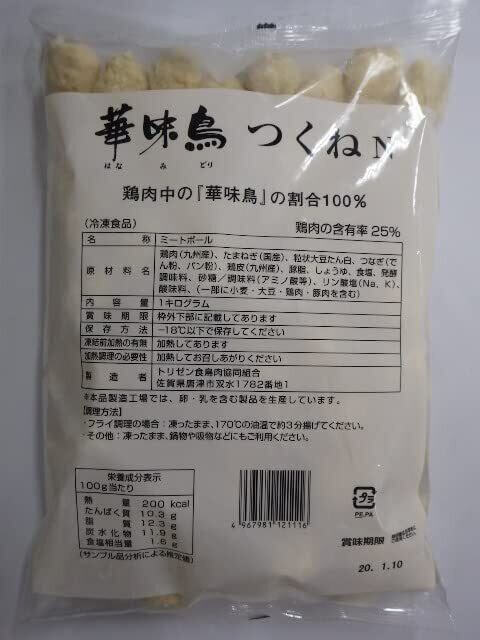 華味鳥 つくねN
はなみどり
鶏肉中の『華味鳥』の割合100%
(冷凍食品) 鶏肉の含有率 25%
名称 ミートボール
原材料名 鶏肉(九州産)、たまねぎ(国産)、粒状大豆たん白、つなぎ(で
ん粉、パン粉)、鶏皮(九州産)、豚脂、しょうゆ、食塩、発酵
調味料、砂糖/調味料(アミノ酸等)、リン酸塩(Na、K)、
酸味料、(一部に小麦・大豆・鶏肉・豚肉を含む)
内容量 1キログラム
賞味期限 枠外下部に記載してあります
保存方法 −18℃以下で保存してください
凍結前加熱の有無 加熱してあります
加熱調理の必要性 加熱してお召しあがりください
製造者 トリゼン食鳥肉協同組合
佐賀県唐津市双水1782番地1
※本品製造工場では、卵・乳を含む製品を生産しています。
【調理方法】
・フライ調理の場合:凍ったまま、170℃の油温で約3分揚げてください。
・その他:凍ったまま、鍋物や吸物などにもご利用ください。
栄養成分表示
100g当たり
熱量 200 kcal
たんぱく質 10.3g
脂質 12.3g
炭水化物 11.9g
食塩相当量 1.6g
(サンプル品分析による推定値)
4 967981 121116
プラ
PE,PA
賞味期限
20. 1.10